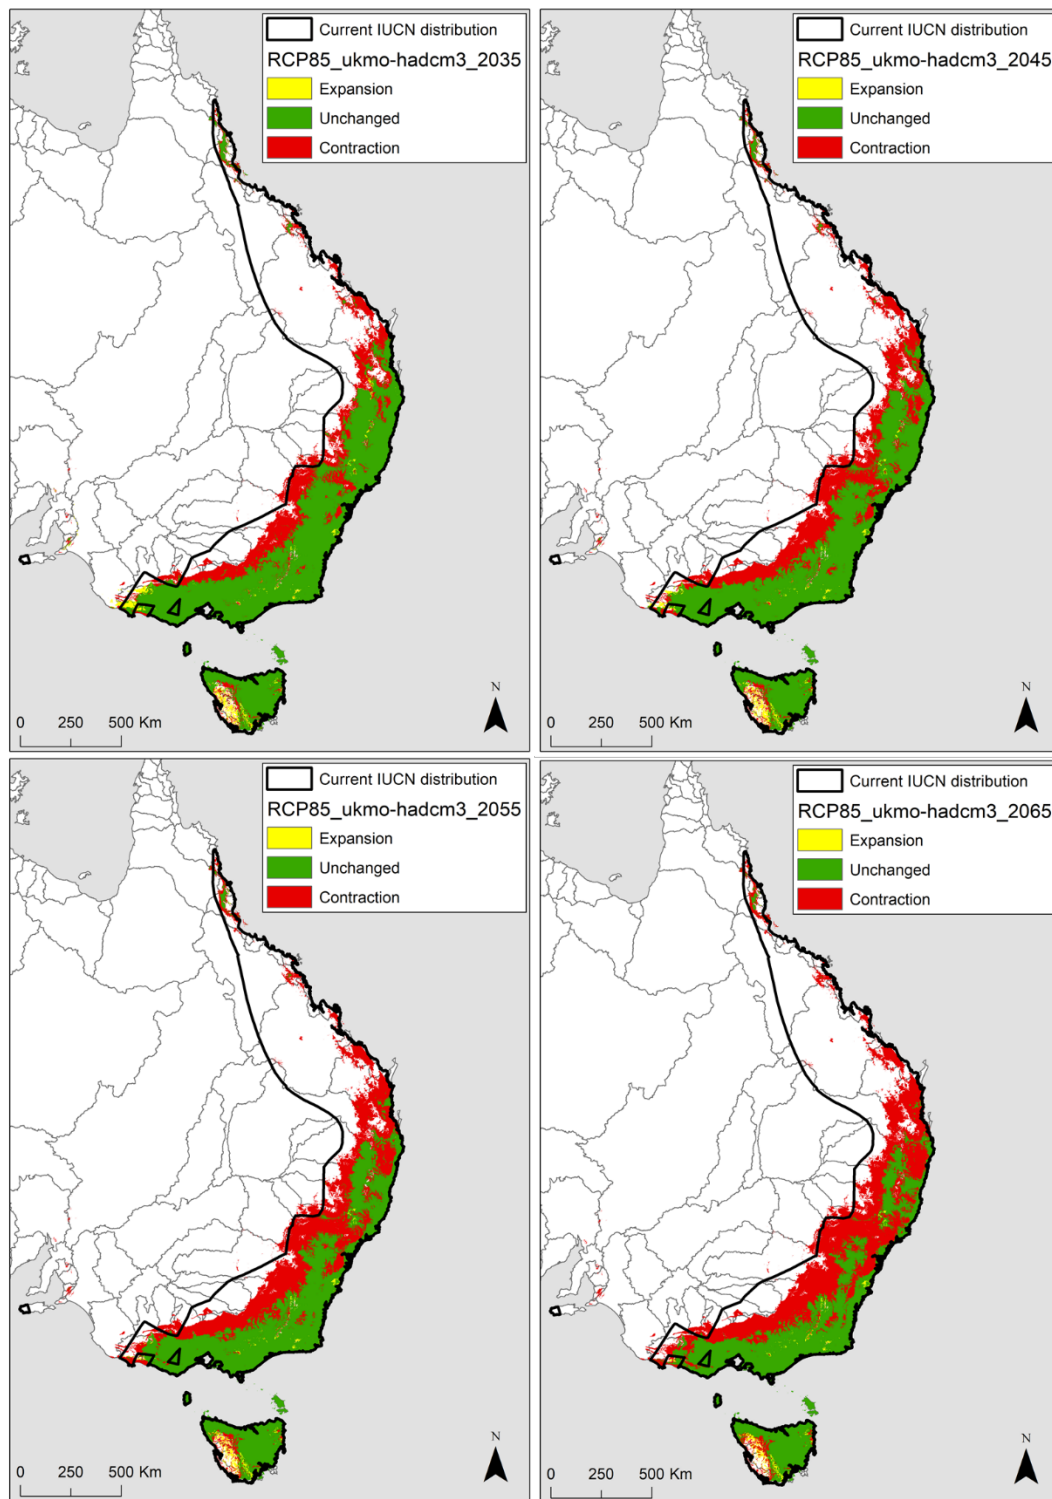 Current IUCN distribution
RCP85_ukmo-hadcm3_2035
Expansion
Unchanged
Contraction
N
0 250 500 Km
Current IUCN distribution
RCP85_ukmo-hadcm3_2045
Expansion
Unchanged
Contraction
N
0 250 500 Km
Current IUCN distribution
RCP85_ukmo-hadcm3_2055
Expansion
Unchanged
Contraction
N
0 250 500 Km
Current IUCN distribution
RCP85_ukmo-hadcm3_2065
Expansion
Unchanged
Contraction
N
0 250 500 Km